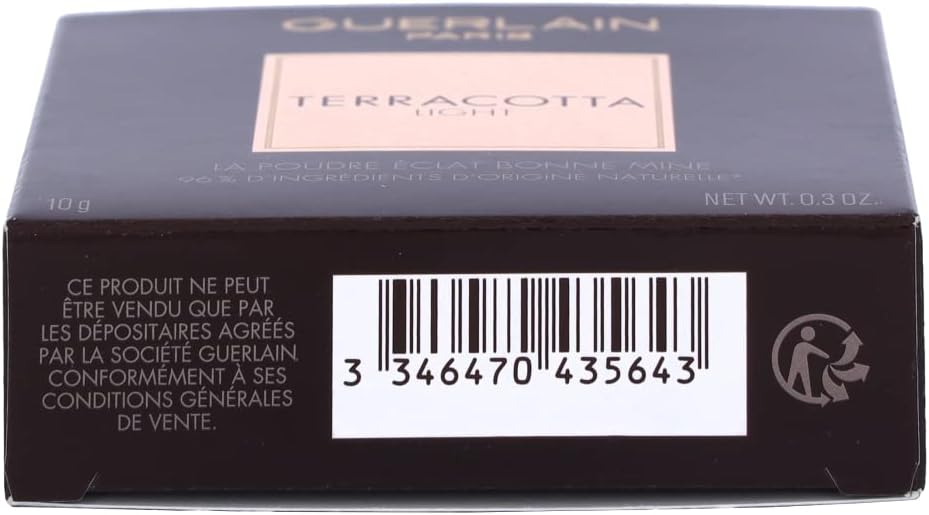 GUERLAIN
PARIS
TERRACOTTA
LIGHT
LA POUDRE ÉCLAT BONNE MINE
96 % D'INGRÉDIENTS D'ORIGINE NATURELLE*
10 g
NET WT. 0.3 OZ.
CE PRODUIT NE PEUT
ÊTRE VENDU QUE PAR
LES DÉPOSITAIRES AGRÉÉS
PAR LA SOCIÉTÉ GUERLAIN
CONFORMÉMENT À SES
CONDITIONS GÉNÉRALES
DE VENTE.
3 346470 435643